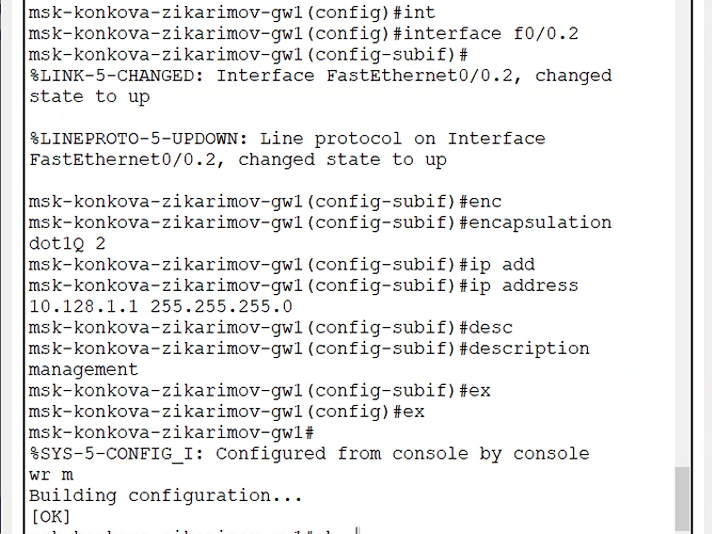 msk-konkova-zikarimov-gw1(config)#int
msk-konkova-zikarimov-gw1(config)#interface f0/0.2
msk-konkova-zikarimov-gw1(config-subif)#
%LINK-5-CHANGED: Interface FastEthernet0/0.2, changed
state to up
%LINEPROTO-5-UPDOWN: Line protocol on Interface
FastEthernet0/0.2, changed state to up
msk-konkova-zikarimov-gw1(config-subif)#enc
msk-konkova-zikarimov-gw1(config-subif)#encapsulation
dot1Q 2
msk-konkova-zikarimov-gw1(config-subif)#ip add
msk-konkova-zikarimov-gw1(config-subif)#ip address
10.128.1.1 255.255.255.0
msk-konkova-zikarimov-gw1(config-subif)#desc
msk-konkova-zikarimov-gw1(config-subif)#description
management
msk-konkova-zikarimov-gw1(config-subif)#ex
msk-konkova-zikarimov-gw1(config)#ex
msk-konkova-zikarimov-gw1#
%SYS-5-CONFIG_I: Configured from console by console
wr m
Building configuration...
[OK]